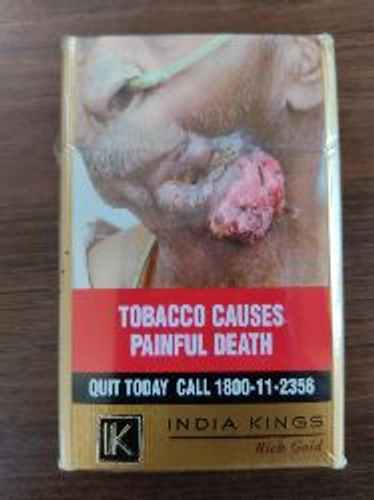 TOBACCO CAUSES
PAINFUL DEATH
QUIT TODAY CALL 1800-11-2356
IK
INDIA KINGS
Rich Gold